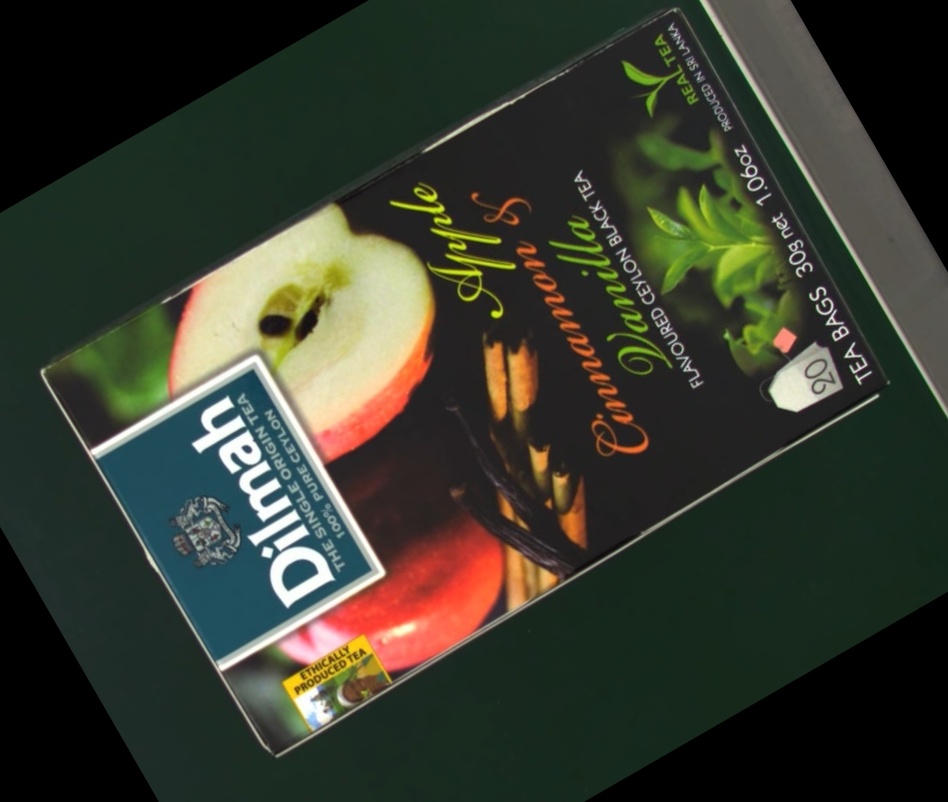 Dilmah
THE SINGLE ORIGIN TEA
100% PURE CEYLON
ETHICALLY
PRODUCED TEA
Apple
Cinnamon &
Vanilla
FLAVOURED CEYLON BLACK TEA
REAL TEA
PRODUCED IN SRI LANKA
20
TEA BAGS 30g net 1.06oz